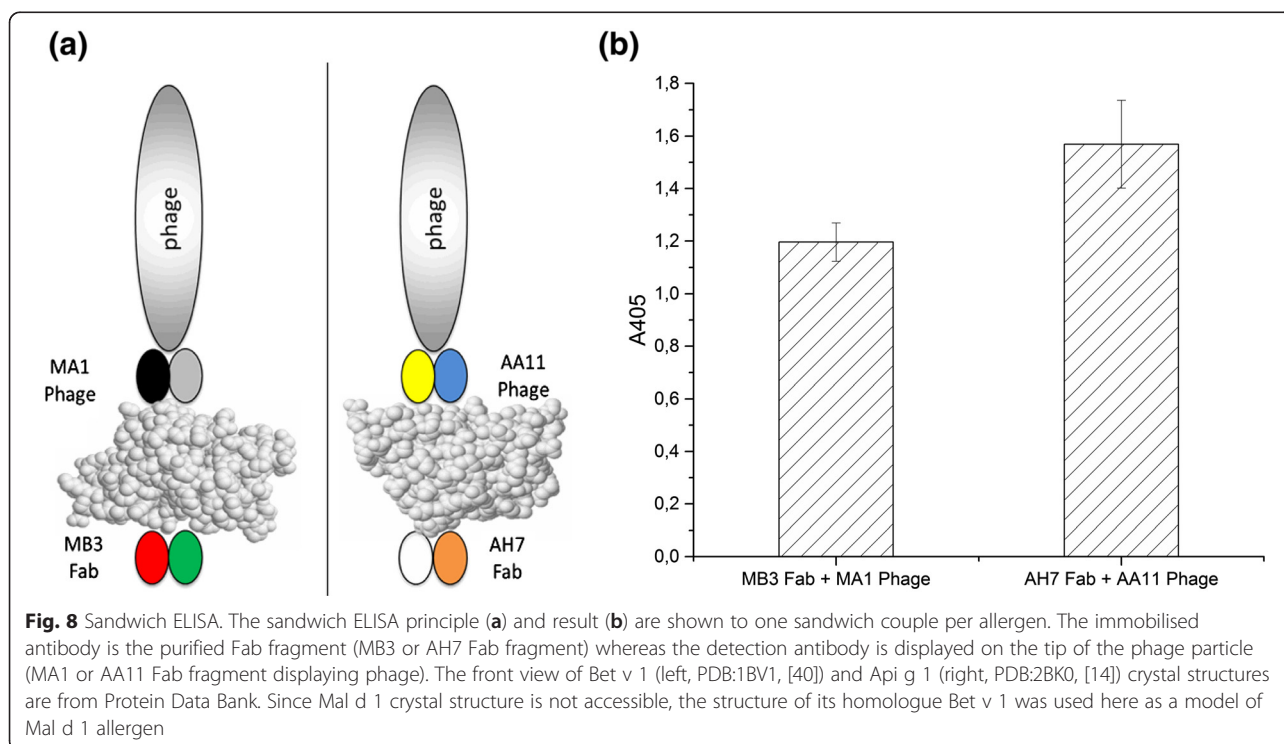 (a)
phage
MA1
Phage
MB3
Fab
phage
AA11
Phage
AH7
Fab
(b)
A405
1,8
1,6
1,4
1,2
1,0
0,8
0,6
0,4
0,2
0,0
MB3 Fab + MA1 Phage
AH7 Fab + AA11 Phage
Fig. 8 Sandwich ELISA. The sandwich ELISA principle (a) and result (b) are shown to one sandwich couple per allergen. The immobilised
antibody is the purified Fab fragment (MB3 or AH7 Fab fragment) whereas the detection antibody is displayed on the tip of the phage particle
(MA1 or AA11 Fab fragment displaying phage). The front view of Bet v 1 (left, PDB:1BV1, [40]) and Api g 1 (right, PDB:2BK0, [14]) crystal structures
are from Protein Data Bank. Since Mal d 1 crystal structure is not accessible, the structure of its homologue Bet v 1 was used here as a model of
Mal d 1 allergen